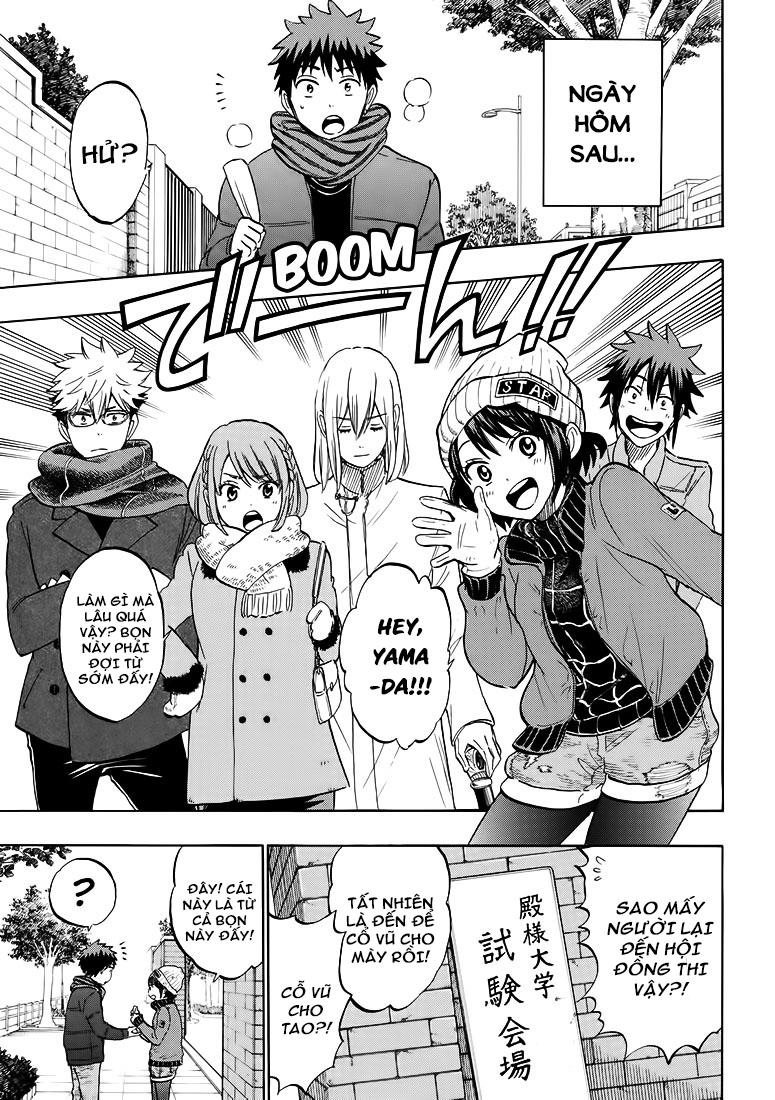 NGÀY
HÔM
SAU...
HỬ?
BOOM
でーん!!
STAR
HEY,
YAMA
-DA!!!
LÀM GÌ MÀ
LÂU QUÁ
VẬY? BỌN
NÀY PHẢI
ĐỢI TỪ
SỚM ĐẤY!
SAO MẤY
NGƯỜI LẠI
ĐẾN HỘI
ĐỒNG THI
VẬY?!
殿様大学
試験会場
TẤT NHIÊN
LÀ ĐẾN ĐỂ
CỔ VŨ CHO
MÀY RỒI!
CỔ VŨ
CHO
TAO?!
ĐÂY! CÁI
NÀY LÀ TỪ
CẢ BỌN
NÀY ĐẤY!
?